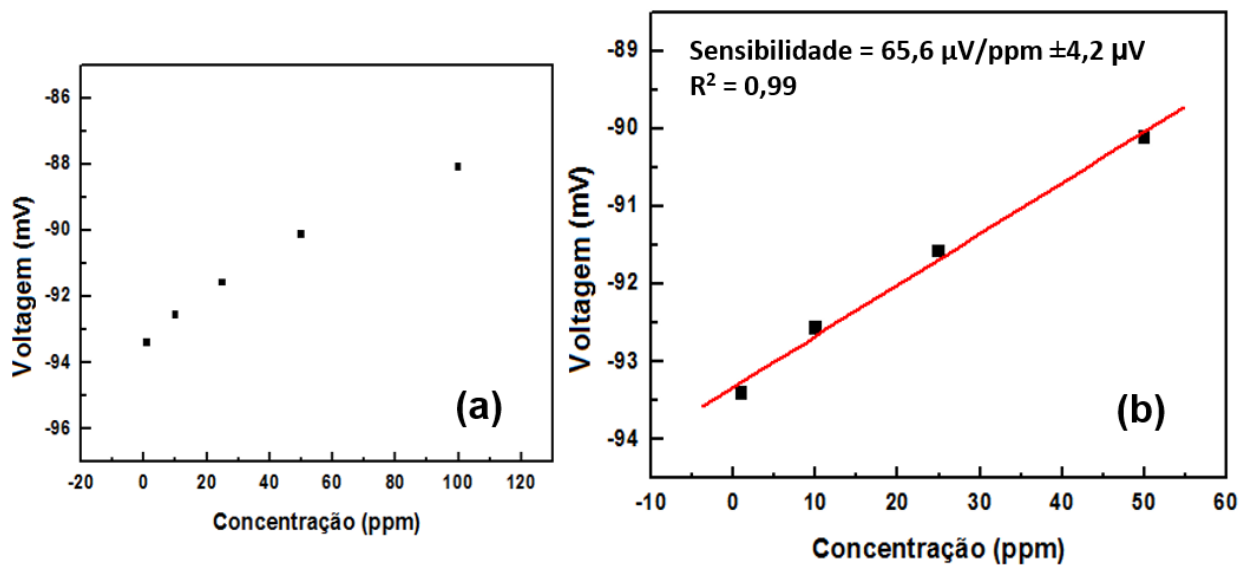 -86
-88
-90
-92
-94
-96
Voltagem (mV)
-20 0 20 40 60 80 100 120
Concentração (ppm)
(a)
Sensibilidade = 65,6 µV/ppm ±4,2 µV
R² = 0,99
-89
-90
-91
-92
-93
-94
Voltagem (mV)
-10 0 10 20 30 40 50 60
Concentração (ppm)
(b)